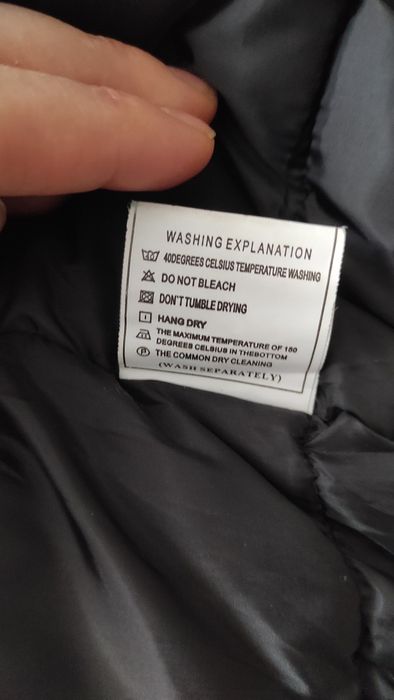 WASHING EXPLANATION
40DEGREES CELSIUS TEMPERATURE WASHING
DO NOT BLEACH
DON'T TUMBLE DRYING
HANG DRY
THE MAXIMUM TEMPERATURE OF 150
DEGREES CELSIUS IN THEBOTTOM
P THE COMMON DRY CLEANING
(WASH SEPARATELY)